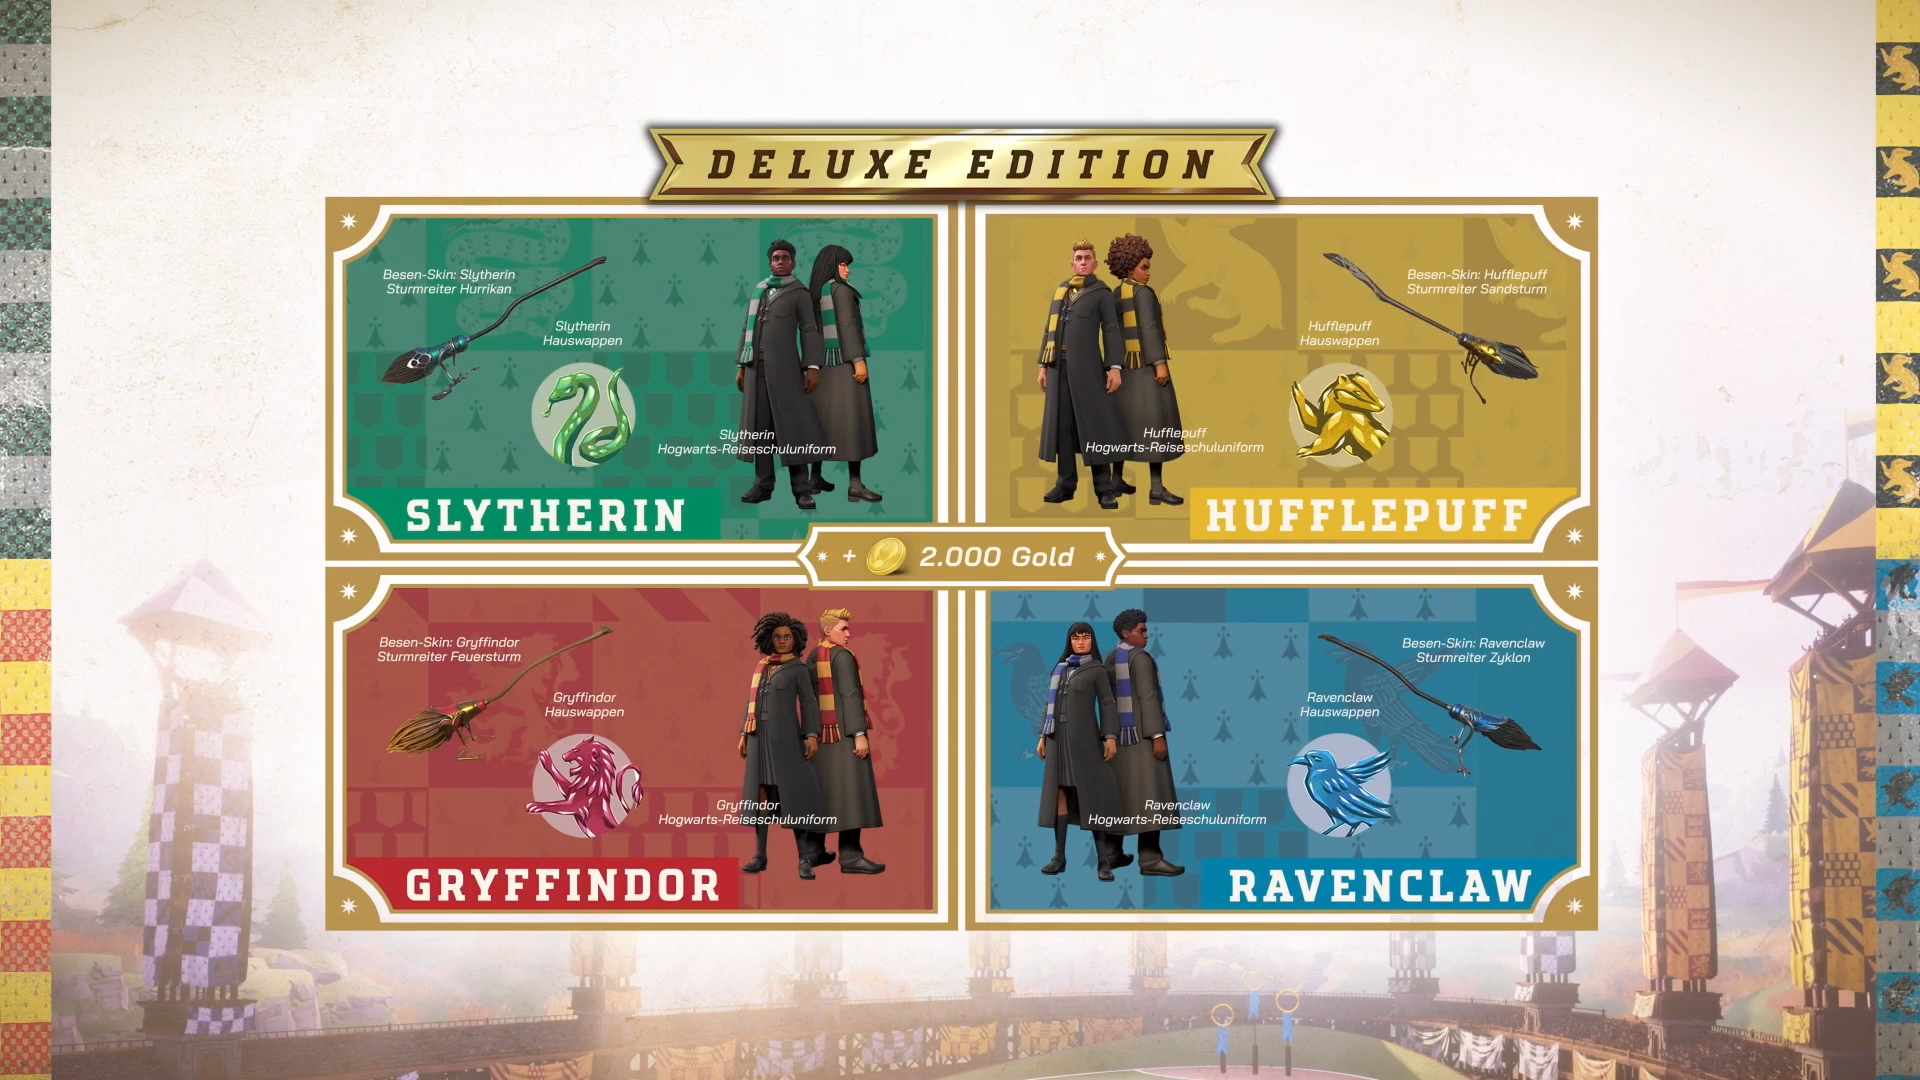 DELUXE EDITION
Besen-Skin: Slytherin
Sturmreiter Hurrikan
Slytherin
Hauswappen
Slytherin
Hogwarts-Reiseschuluniform
SLYTHERIN
Besen-Skin: Hufflepuff
Sturmreiter Sandsturm
Hufflepuff
Hauswappen
Hufflepuff
Hogwarts-Reiseschuluniform
HUFFLEPUFF
+ 2.000 Gold
Besen-Skin: Gryffindor
Sturmreiter Feuersturm
Gryffindor
Hauswappen
Gryffindor
Hogwarts-Reiseschuluniform
GRYFFINDOR
Besen-Skin: Ravenclaw
Sturmreiter Zyklon
Ravenclaw
Hauswappen
Ravenclaw
Hogwarts-Reiseschuluniform
RAVENCLAW